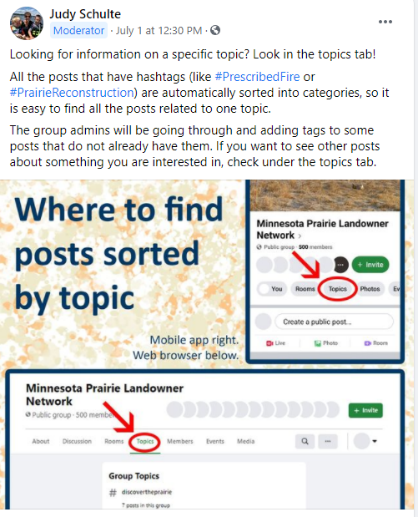 Judy Schulte
Moderator · July 1 at 12:30 PM ·
Looking for information on a specific topic? Look in the topics tab!
All the posts that have hashtags (like #PrescribedFire or
#PrairieReconstruction) are automatically sorted into categories, so it
is easy to find all the posts related to one topic.
The group admins will be going through and adding tags to some
posts that do not already have them. If you want to see other posts
about something you are interested in, check under the topics tab.
Where to find
posts sorted
by topic
Mobile app right.
Web browser below.
Minnesota Prairie Landowner
Network >
Public group · 500 members
+ Invite
You Rooms Topics Photos Ev
Create a public post...
Live Photo Room
Minnesota Prairie Landowner
Network
Public group · 500 membe
+ Invite
About Discussion Rooms Topics Members Events Media
Group Topics
# discovertheprairie
7 posts in this group